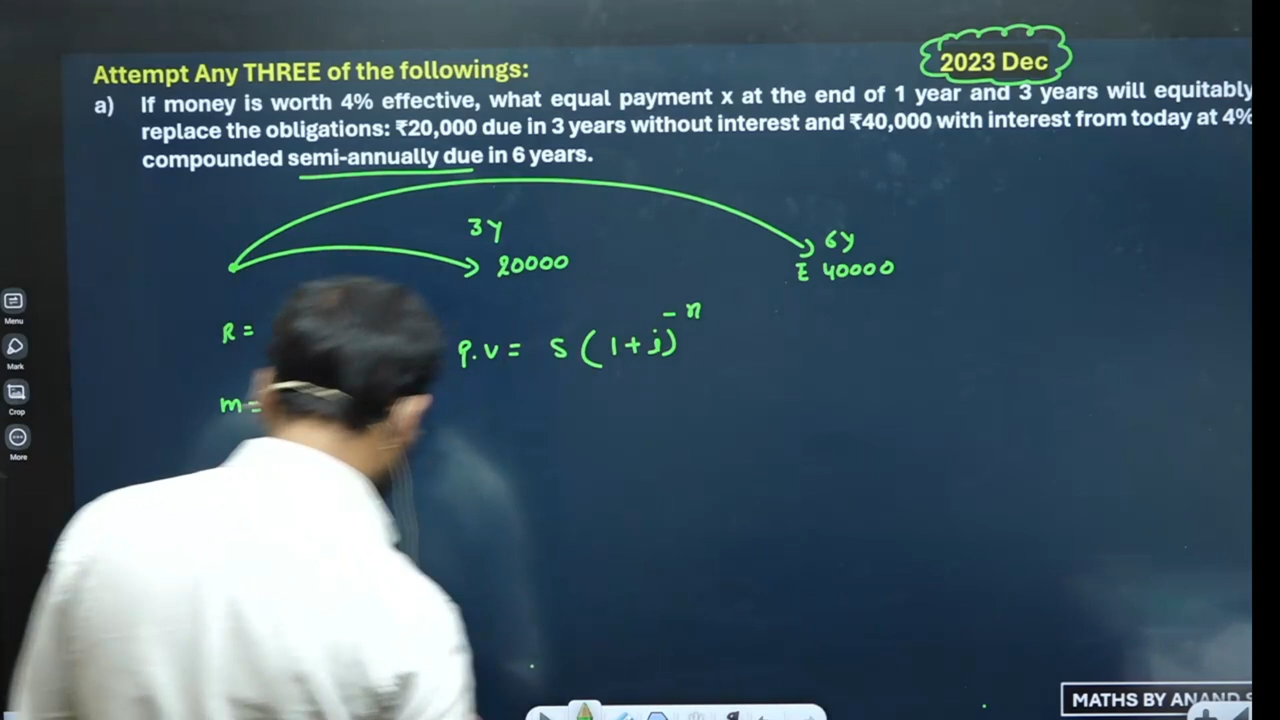 2023 Dec
Attempt Any THREE of the followings:
a) If money is worth 4% effective, what equal payment x at the end of 1 year and 3 years will equitably
replace the obligations: ₹20,000 due in 3 years without interest and ₹40,000 with interest from today at 4%
compounded semi-annually due in 6 years.
3Y
6Y
20000
40000
R =
P.V = S (1+j)^-n
m=
Menu
Mark
Crop
More
MATHS BY ANAND S